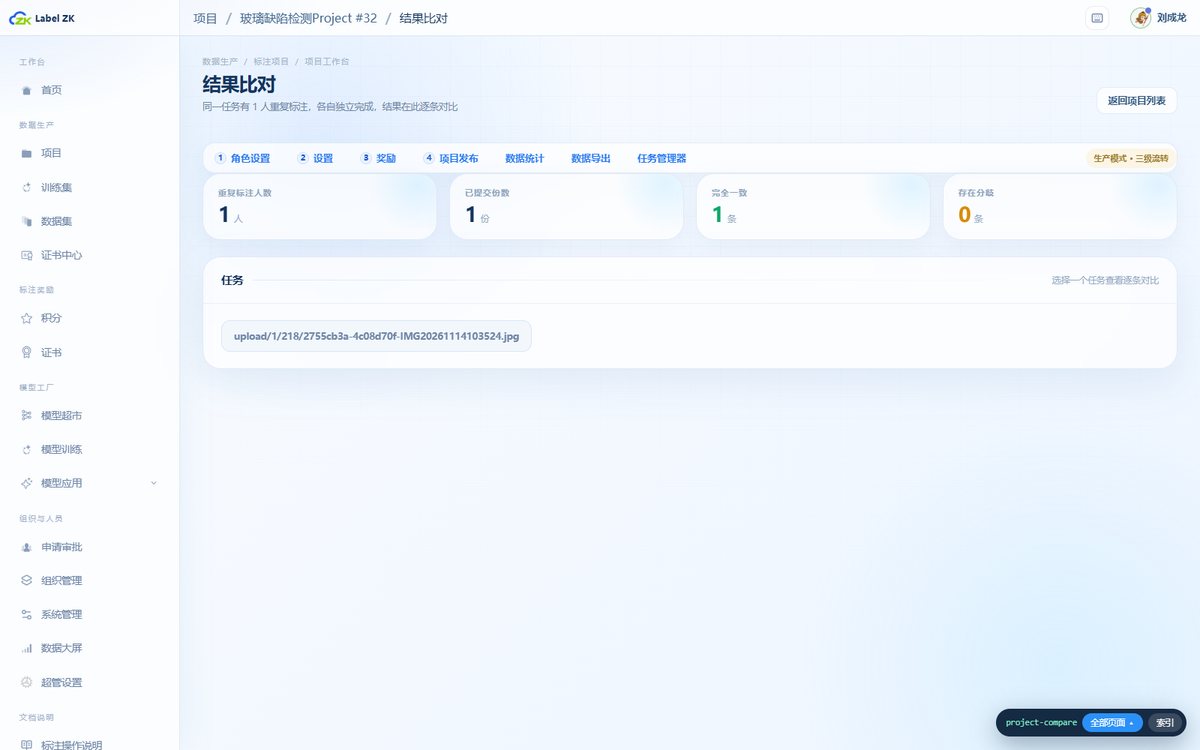 ZK Label ZK
项目 / 玻璃缺陷检测Project #32 / 结果比对
刘成龙
工作台
首页
数据生产
项目
训练集
数据集
证书中心
标注奖励
积分
证书
模型工厂
模型超市
模型训练
模型应用
组织与人员
申请审批
组织管理
系统管理
数据大屏
超管设置
文档说明
标注操作说明
数据生产 / 标注项目 / 项目工作台
结果比对
同一任务有 1 人重复标注，各自独立完成，结果在此逐条对比
返回项目列表
1 角色设置 2 设置 3 奖励 4 项目发布 数据统计 数据导出 任务管理器
生产模式 • 三级流转
重复标注人数
1 人
已提交份数
1 份
完全一致
1 条
存在分歧
0 条
任务
选择一个任务查看逐条对比
upload/1/218/2755cb3a-4c08d70f-IMG20261114103524.jpg
project-compare 全部页面 索引